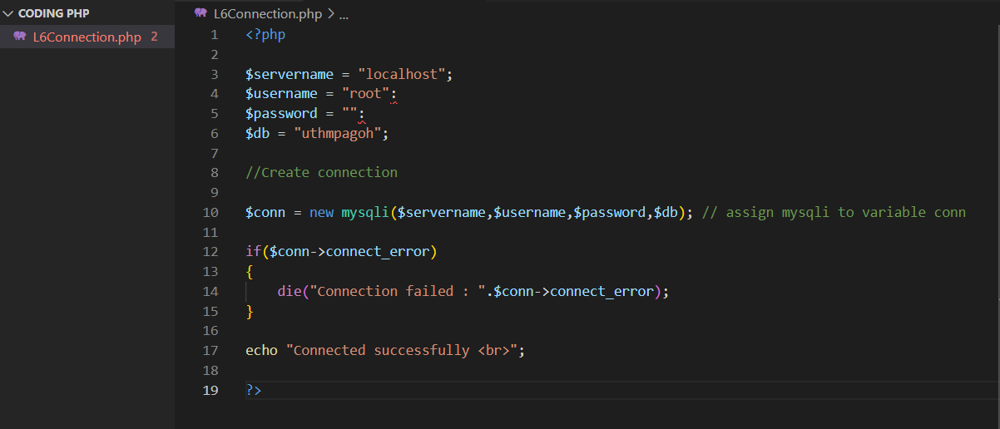 CODING PHP
L6Connection.php 2
L6Connection.php > ...
1 <?php
2
3 $servername = "localhost";
4 $username = "root":
5 $password = "":
6 $db = "uthmpagoh";
7
8 //Create connection
9
10 $conn = new mysqli($servername,$username,$password,$db); // assign mysqli to variable conn
11
12 if($conn->connect_error)
13 {
14     die("Connection failed : ".$conn->connect_error);
15 }
16
17 echo "Connected successfully <br>";
18
19 ?>